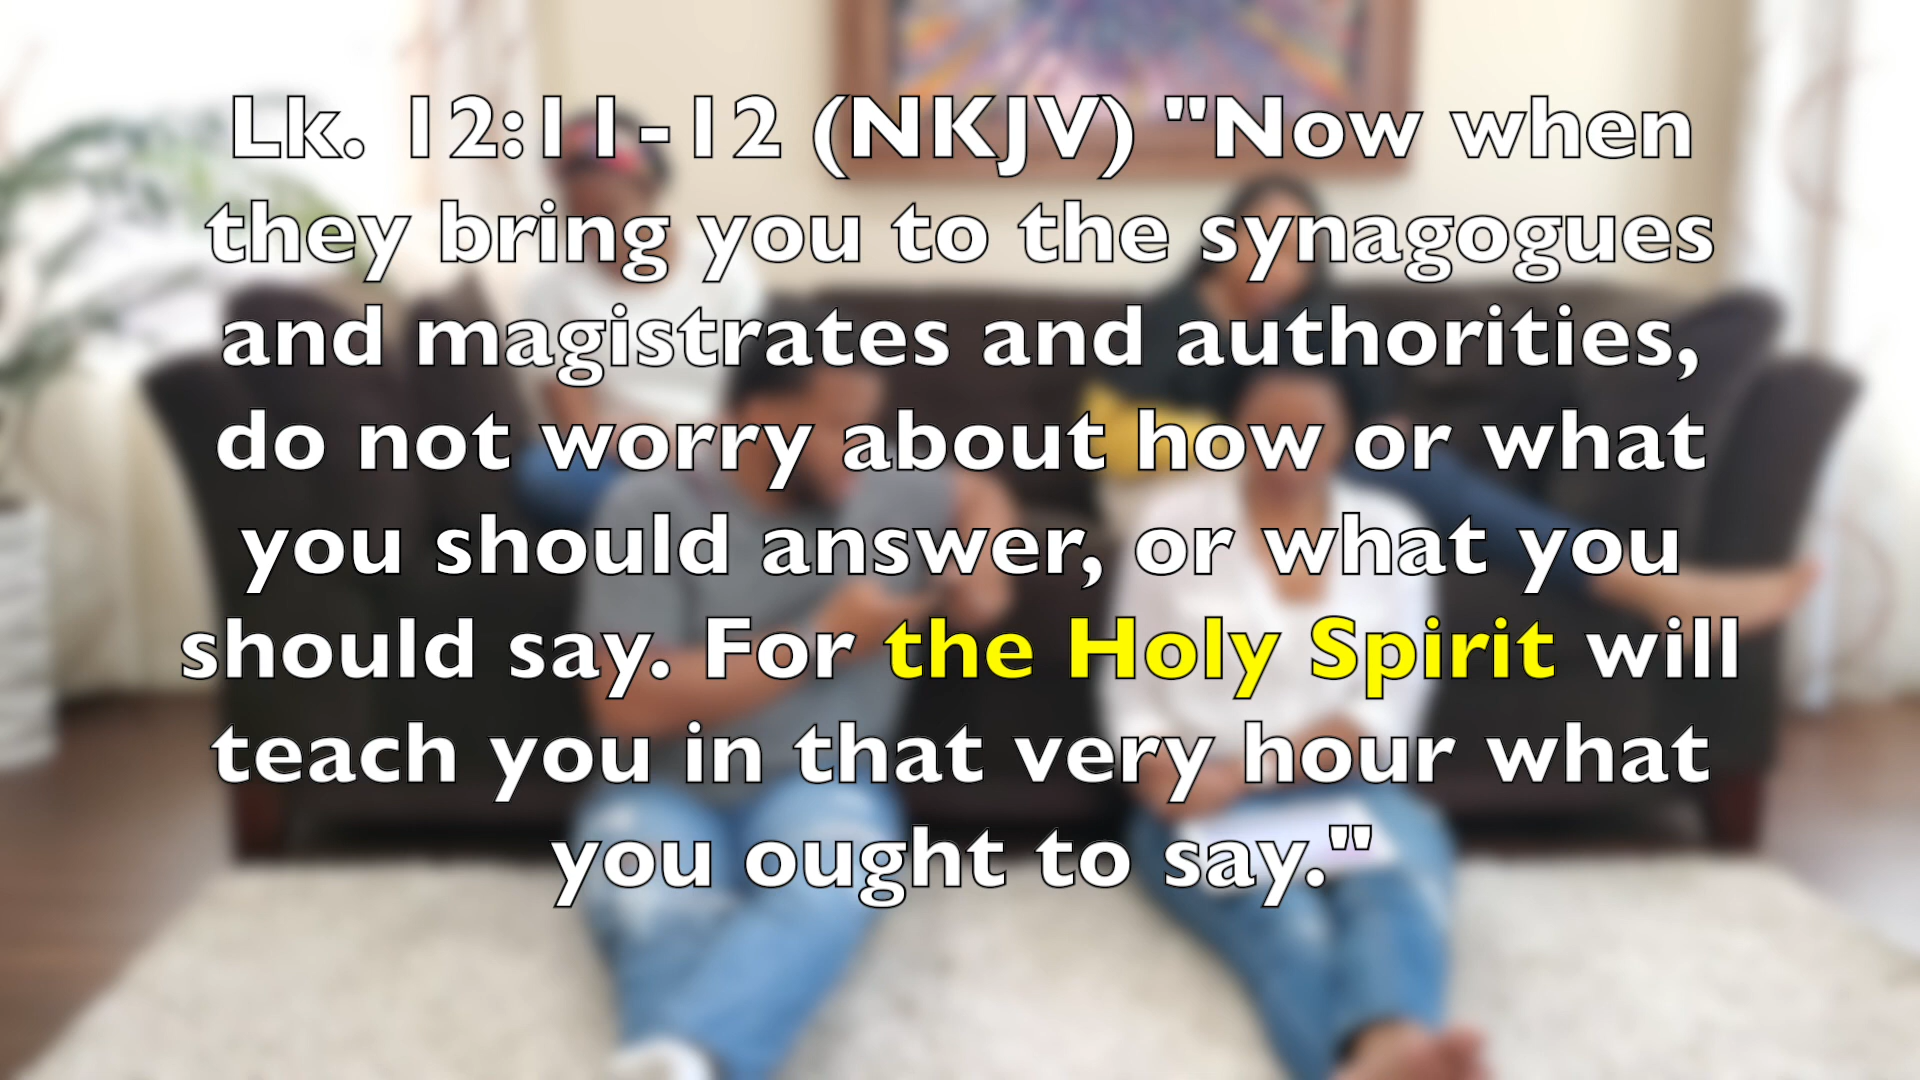 Lk. 12:11-12 (NKJV) "Now when
they bring you to the synagogues
and magistrates and authorities,
do not worry about how or what
you should answer, or what you
should say. For the Holy Spirit will
teach you in that very hour what
you ought to say."